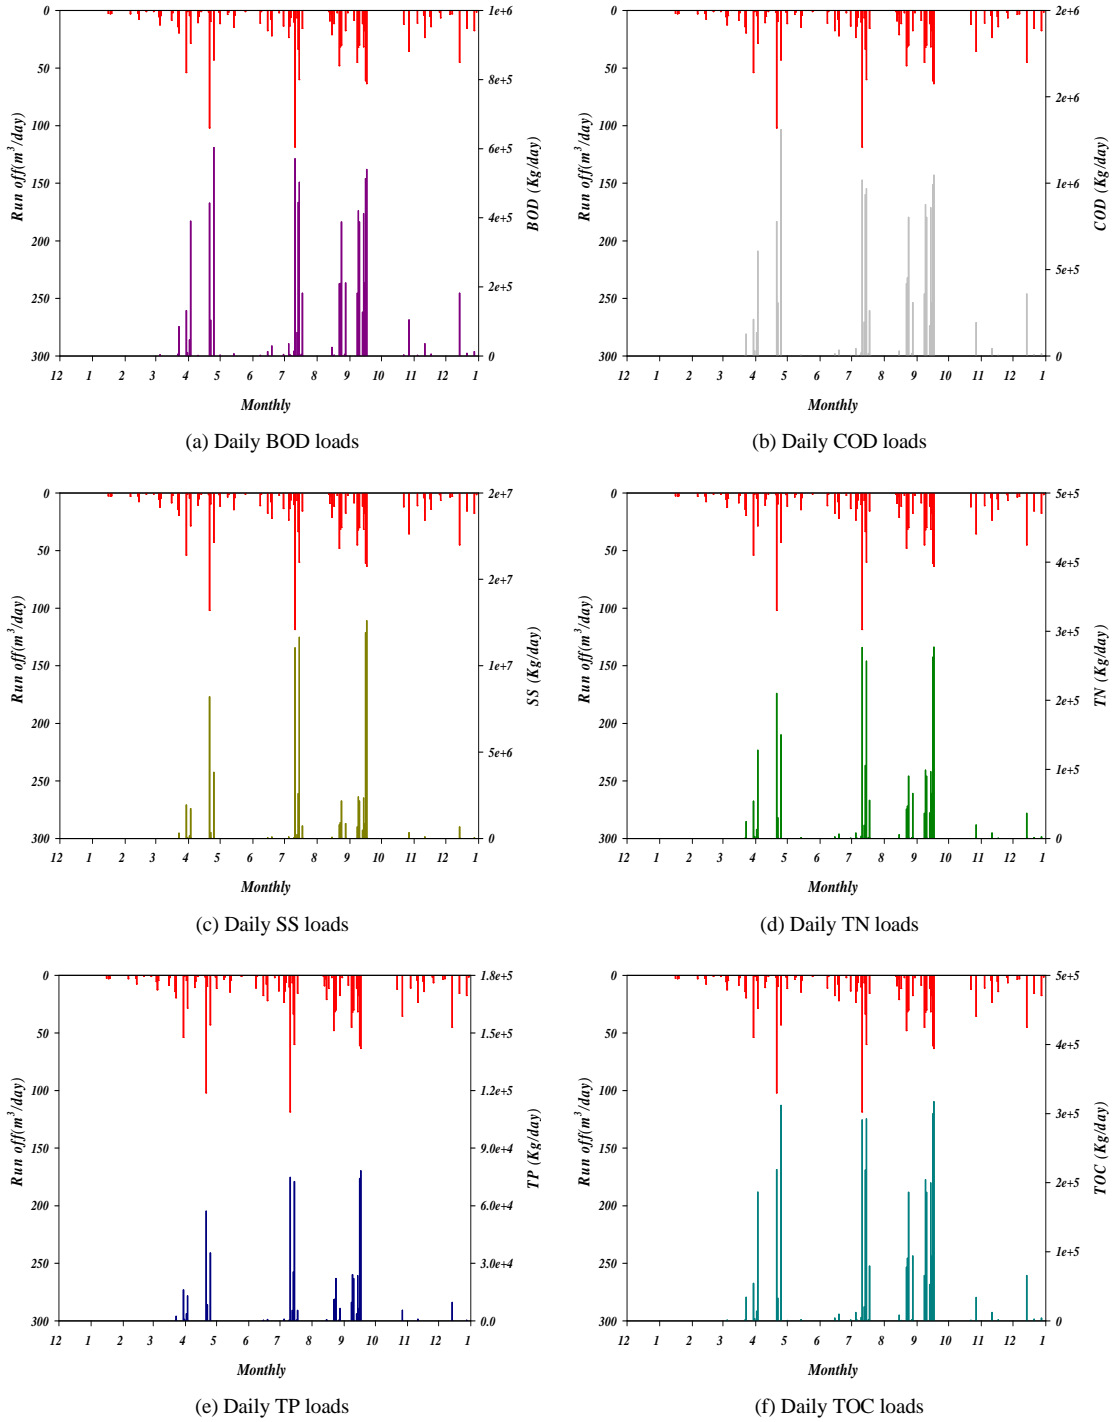 0 50 100 150 200 250 300
Run off(m³/day)
1e+6 8e+5 6e+5 4e+5 2e+5 0
BOD (Kg/day)
12 1 2 3 4 5 6 7 8 9 10 11 12 1
Monthly
(a) Daily BOD loads
0 50 100 150 200 250 300
Run off(m³/day)
2e+6 2e+6 1e+6 5e+5 0
COD (Kg/day)
12 1 2 3 4 5 6 7 8 9 10 11 12 1
Monthly
(b) Daily COD loads
0 50 100 150 200 250 300
Run off(m³/day)
2e+7 2e+7 1e+7 5e+6 0
SS (Kg/day)
12 1 2 3 4 5 6 7 8 9 10 11 12 1
Monthly
(c) Daily SS loads
0 50 100 150 200 250 300
Run off(m³/day)
5e+5 4e+5 3e+5 2e+5 1e+5 0
TN (Kg/day)
12 1 2 3 4 5 6 7 8 9 10 11 12 1
Monthly
(d) Daily TN loads
0 50 100 150 200 250 300
Run off(m³/day)
1.8e+5 1.5e+5 1.2e+5 9.0e+4 6.0e+4 3.0e+4 0.0
TP (Kg/day)
12 1 2 3 4 5 6 7 8 9 10 11 12 1
Monthly
(e) Daily TP loads
0 50 100 150 200 250 300
Run off(m³/day)
5e+5 4e+5 3e+5 2e+5 1e+5 0
TOC (Kg/day)
12 1 2 3 4 5 6 7 8 9 10 11 12 1
Monthly
(f) Daily TOC loads